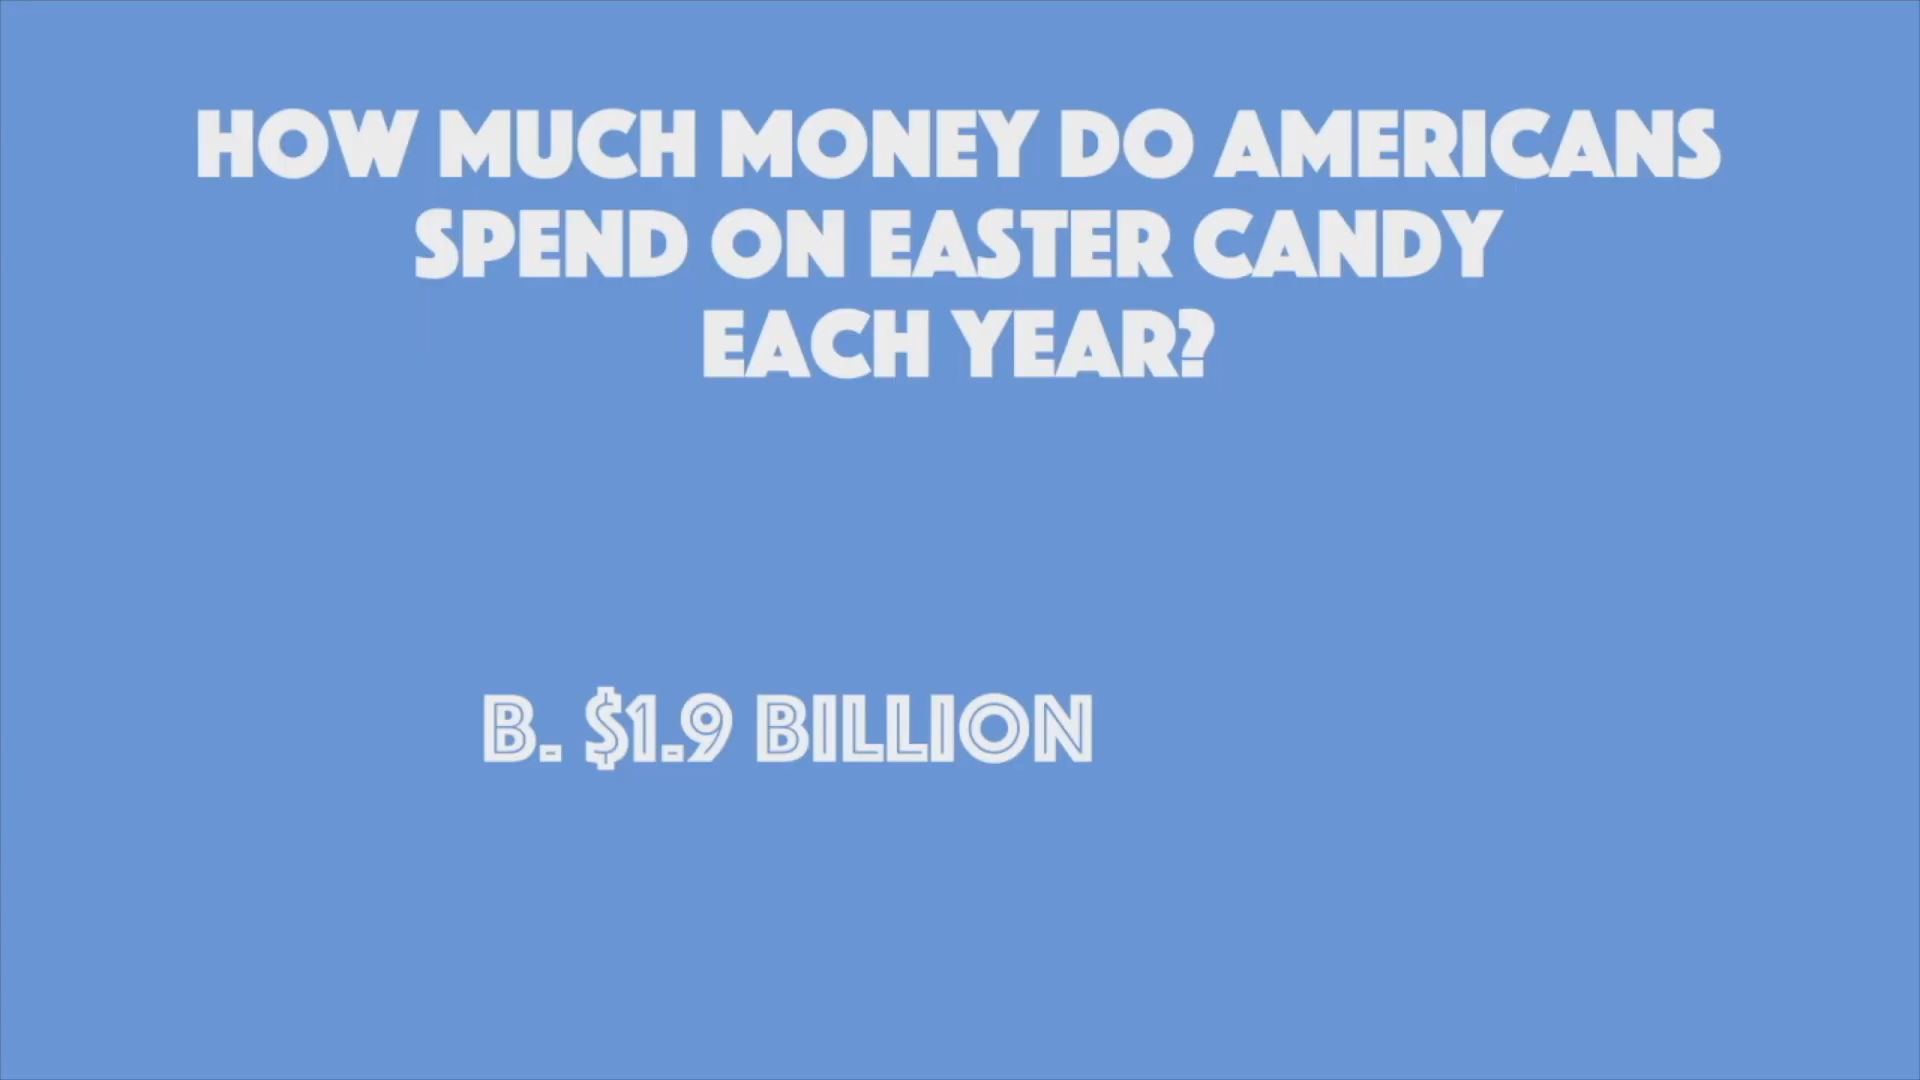 HOW MUCH MONEY DO AMERICANS
SPEND ON EASTER CANDY
EACH YEAR?
B. $1.9 BILLION